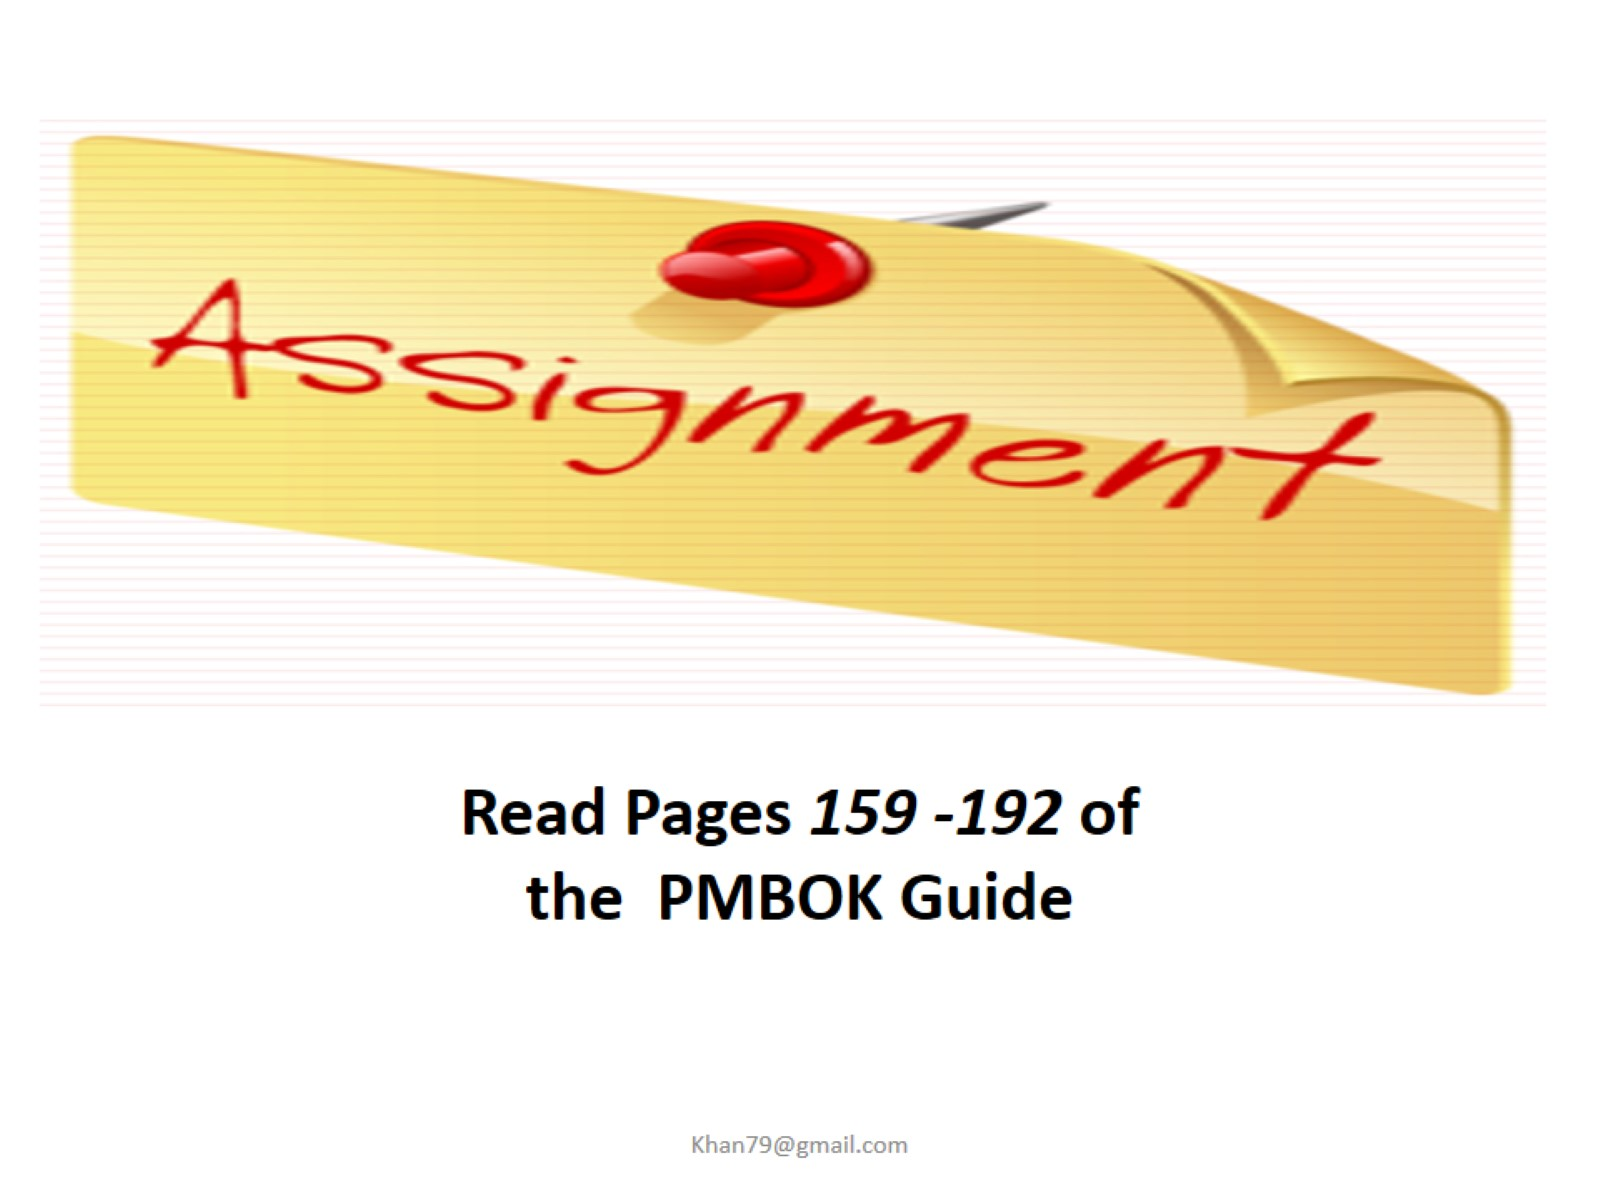 Assignment
Read Pages 159 -192 of
the  PMBOK Guide
Khan79@gmail.com